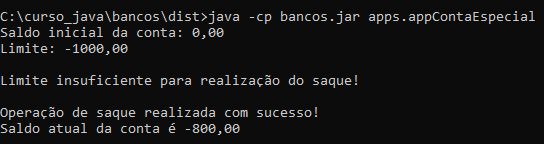 C:\curso_java\bancos\dist>java -cp bancos.jar apps.appContaEspecial
Saldo inicial da conta: 0,00
Limite: -1000,00
Limite insuficiente para realização do saque!
Operação de saque realizada com sucesso!
Saldo atual da conta é -800,00